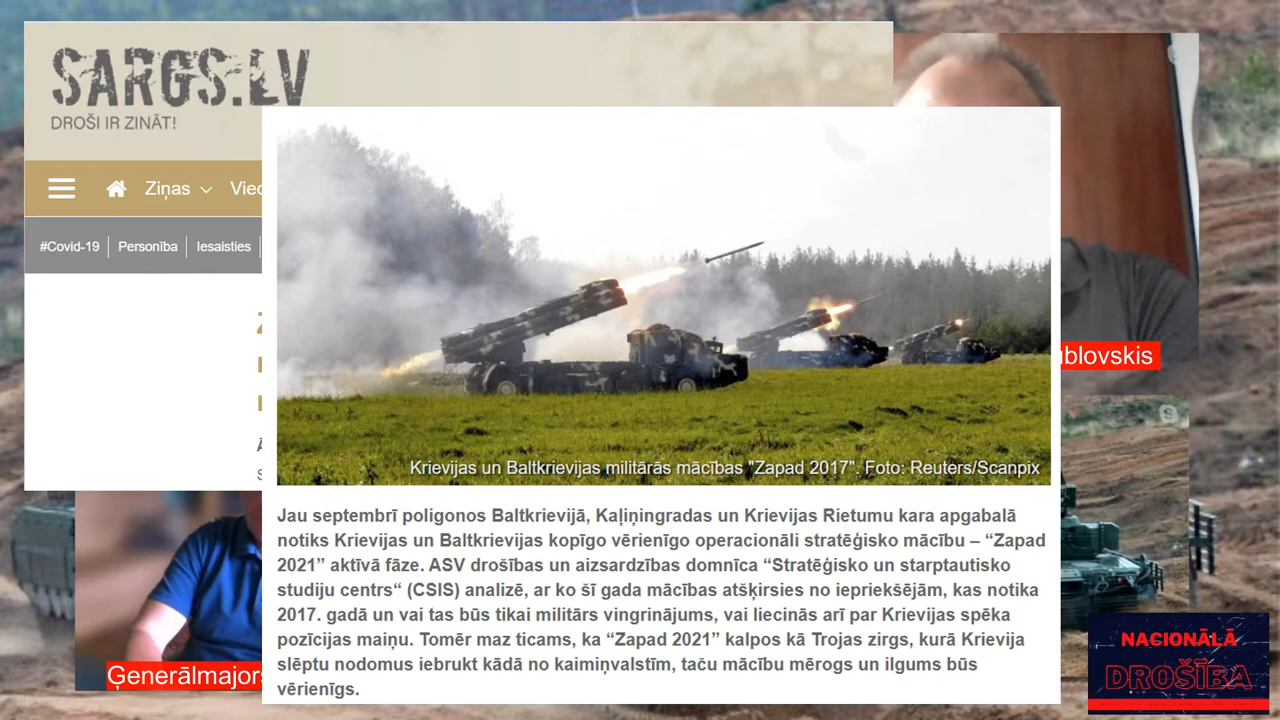 SARGS.LV
DROŠI IR ZINĀT!
Ziņas
#Covid-19 Personība Iesaisties
Krievijas un Baltkrievijas militārās mācības "Zapad 2017". Foto: Reuters/Scanpix
Jau septembrī poligonos Baltkrievijā, Kaļiņingradas un Krievijas Rietumu kara apgabalā
notiks Krievijas un Baltkrievijas kopīgo vērienīgo operacionāli stratēģisko mācību – “Zapad
2021” aktīvā fāze. ASV drošības un aizsardzības domnīca “Stratēģisko un starptautisko
studiju centrs“ (CSIS) analizē, ar ko šī gada mācības atšķirsies no iepriekšējām, kas notika
2017. gadā un vai tas būs tikai militārs vingrinājums, vai liecinās arī par Krievijas spēka
pozīcijas maiņu. Tomēr maz ticams, ka “Zapad 2021” kalpos kā Trojas zirgs, kurā Krievija
slēptu nodomus iebrukt kādā no kaimiņvalstīm, taču mācību mērogs un ilgums būs
vērienīgs.
ublovskis
Ģenerālmajors
NACIONĀLĀ
DROŠĪBA